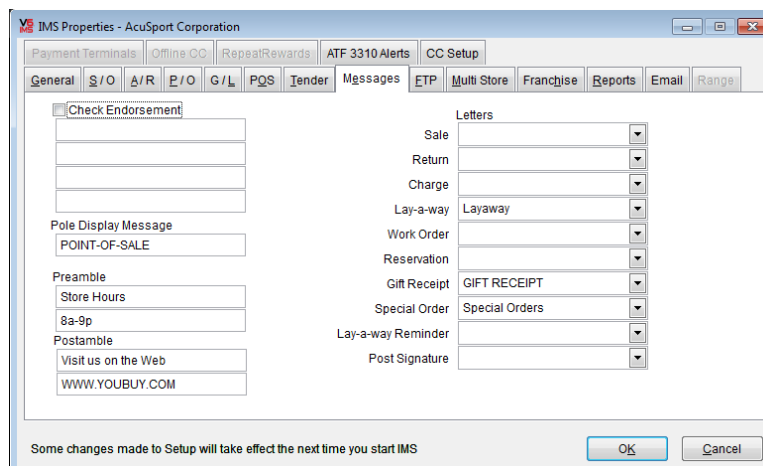 IMS Properties - AcuSport Corporation
Payment Terminals Offline CC RepeatRewards ATF 3310 Alerts CC Setup
General S/O A/R P/O G/L POS Tender Messages FTP Multi Store Franchise Reports Email Range
Check Endorsement
Pole Display Message
POINT-OF-SALE
Preamble
Store Hours
8a-9p
Postamble
Visit us on the Web
WWW.YOUBUY.COM
Letters
Sale
Return
Charge
Lay-a-way Layaway
Work Order
Reservation
Gift Receipt GIFT RECEIPT
Special Order Special Orders
Lay-a-way Reminder
Post Signature
Some changes made to Setup will take effect the next time you start IMS
OK Cancel